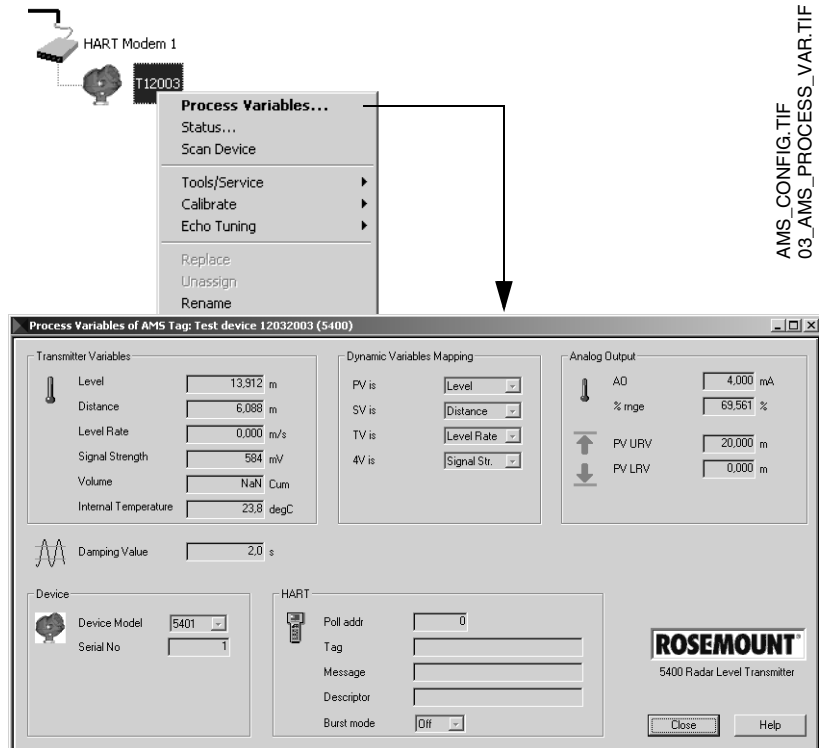 HART Modem 1
T12003
Process Variables...
Status...
Scan Device
Tools/Service
Calibrate
Echo Tuning
Replace
Unassign
Rename
AMS_CONFIG.TIF
03_AMS_PROCESS_VAR.TIF
Process Variables of AMS Tag: Test device 12032003 (5400)
Transmitter Variables
Level 13,912 m
Distance 6,088 m
Level Rate 0,000 m/s
Signal Strength 584 mV
Volume NaN Cum
Internal Temperature 23,8 degC
Dynamic Variables Mapping
PV is Level
SV is Distance
TV is Level Rate
4V is Signal Str.
Analog Output
AO 4,000 mA
% rnge 69,561 %
PV URV 20,000 m
PV LRV 0,000 m
Damping Value 2,0 s
Device
Device Model 5401
Serial No 1
HART
Poll addr 0
Tag
Message
Descriptor
Burst mode Off
ROSEMOUNT
5400 Radar Level Transmitter
Close Help